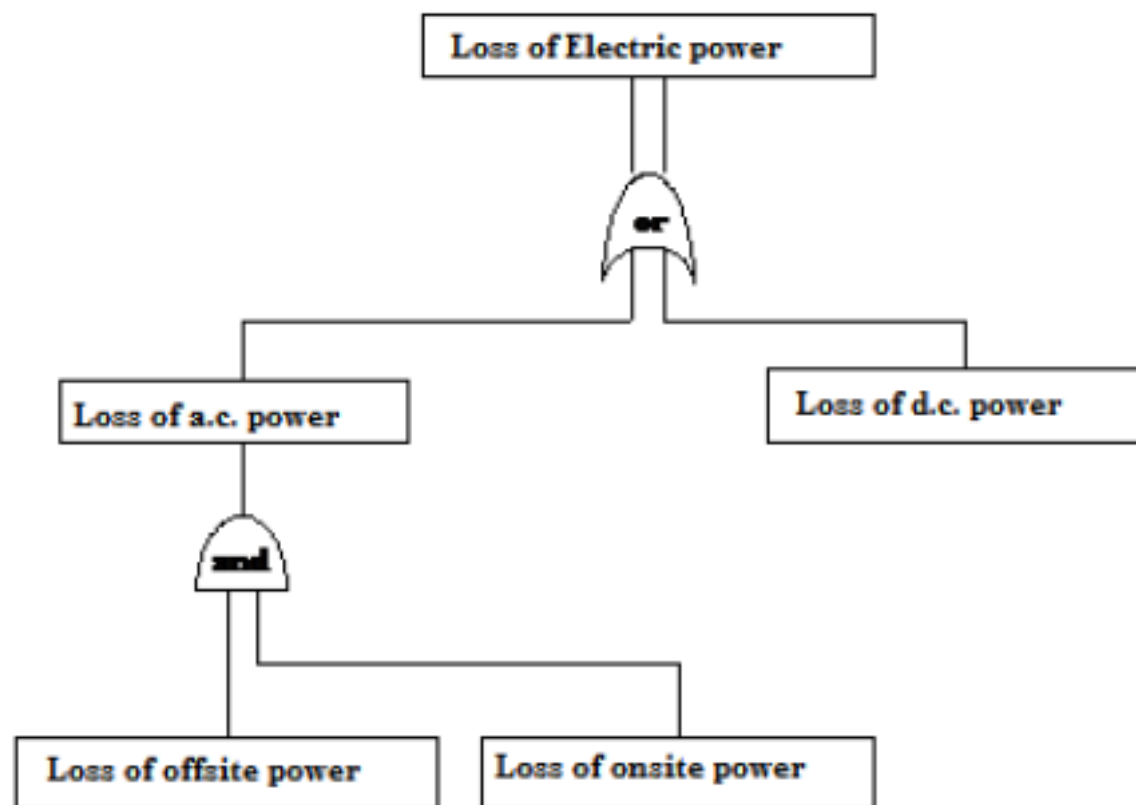 Loss of Electric power
or
Loss of a.c. power
Loss of d.c. power
and
Loss of offsite power
Loss of onsite power